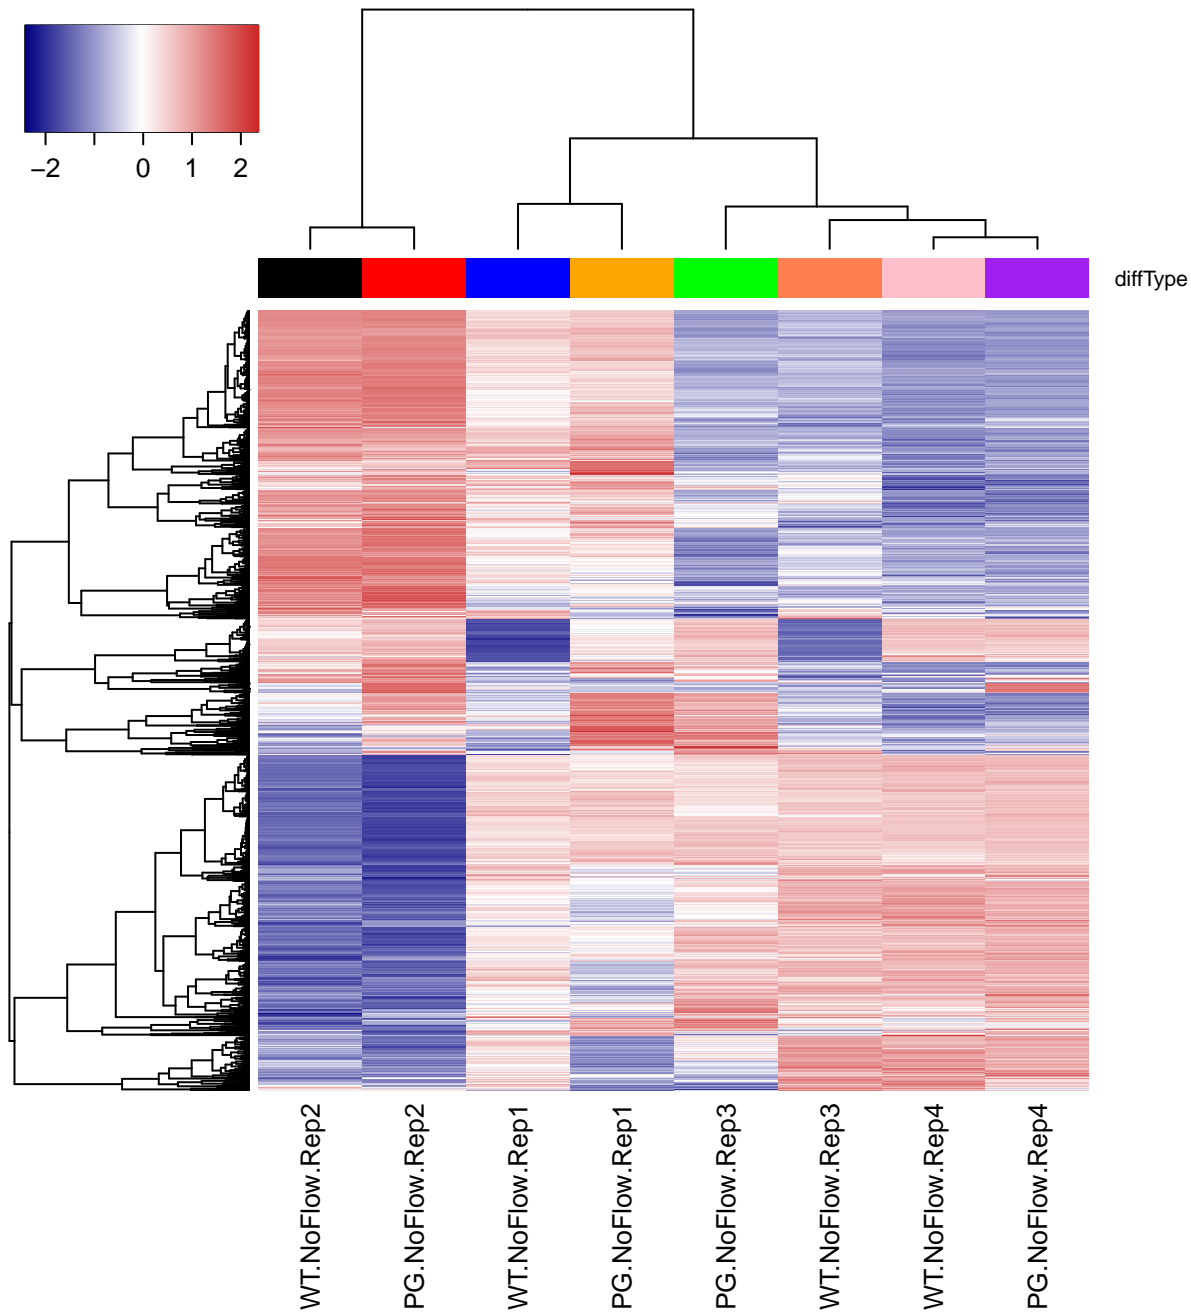 −2 0 1 2
diffType
WT.NoFlow.Rep2
PG.NoFlow.Rep2
WT.NoFlow.Rep1
PG.NoFlow.Rep1
PG.NoFlow.Rep3
WT.NoFlow.Rep3
WT.NoFlow.Rep4
PG.NoFlow.Rep4